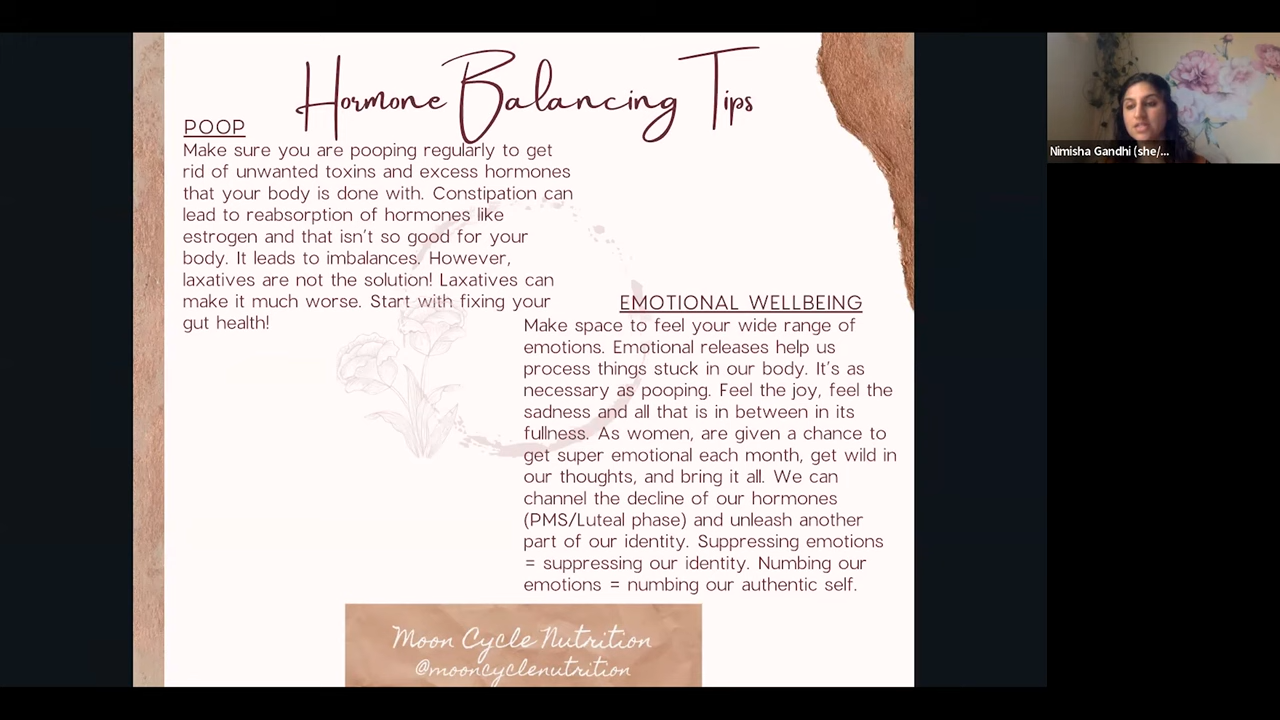 Hormone Balancing Tips
POOP
Make sure you are pooping regularly to get
rid of unwanted toxins and excess hormones
that your body is done with. Constipation can
lead to reabsorption of hormones like
estrogen and that isn't so good for your
body. It leads to imbalances. However,
laxatives are not the solution! Laxatives can
make it much worse. Start with fixing your
gut health!
EMOTIONAL WELLBEING
Make space to feel your wide range of
emotions. Emotional releases help us
process things stuck in our body. It's as
necessary as pooping. Feel the joy, feel the
sadness and all that is in between in its
fullness. As women, are given a chance to
get super emotional each month, get wild in
our thoughts, and bring it all. We can
channel the decline of our hormones
(PMS/Luteal phase) and unleash another
part of our identity. Suppressing emotions
= suppressing our identity. Numbing our
emotions = numbing our authentic self.
Moon Cycle Nutrition
@mooncyclenutrition
Nimisha Gandhi (she/...